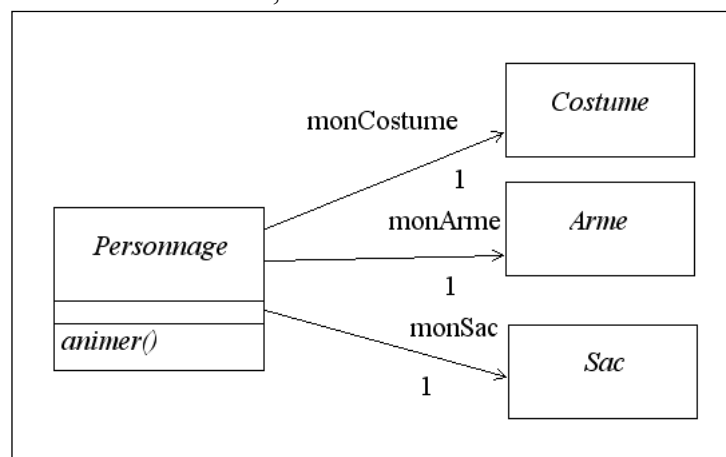 Costume
monCostume
1
Personnage
monArme
Arme
1
animer()
monSac
Sac
1